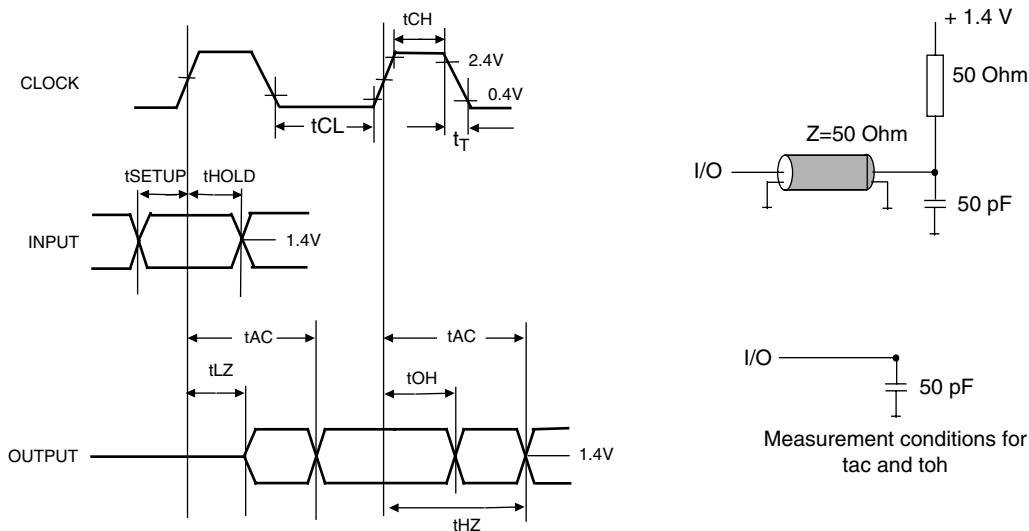 tCH
CLOCK
2.4V
0.4V
tCL
tT
tSETUP
tHOLD
INPUT
1.4V
tAC
tAC
tLZ
tOH
OUTPUT
1.4V
tHZ
+ 1.4 V
50 Ohm
Z=50 Ohm
I/O
50 pF
I/O
50 pF
Measurement conditions for
tac and toh